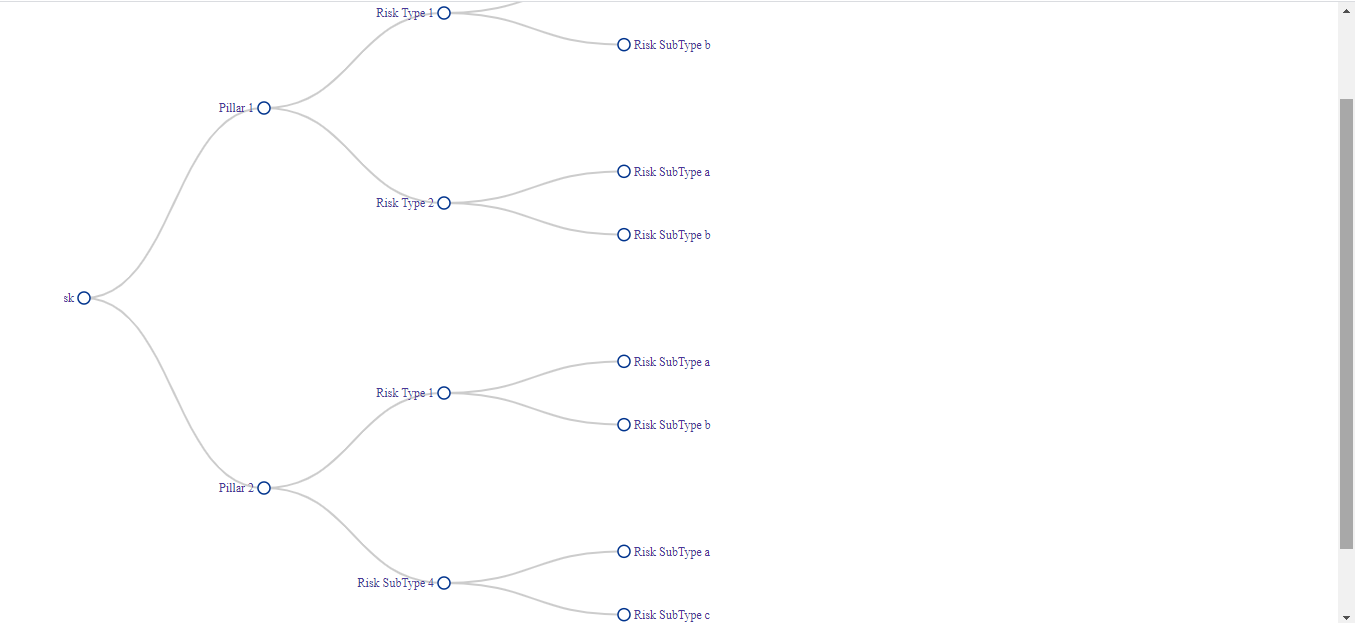 Risk Type 1
Risk SubType b
Pillar 1
Risk SubType a
Risk Type 2
Risk SubType b
sk
Risk SubType a
Risk Type 1
Risk SubType b
Pillar 2
Risk SubType a
Risk SubType 4
Risk SubType c